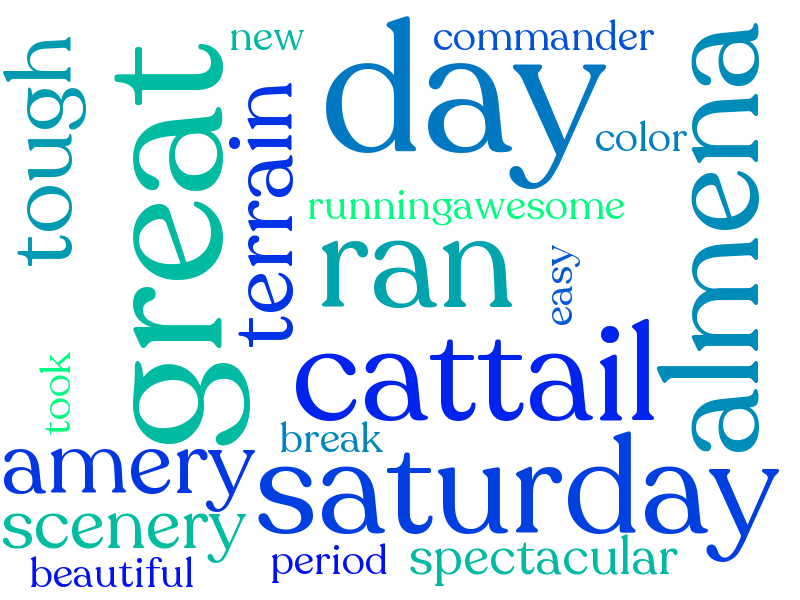 new
commander
day
tough
great
terrain
color
almena
runningawesome
ran
easy
cattail
took
break
amery
saturday
scenery
beautiful
period
spectacular